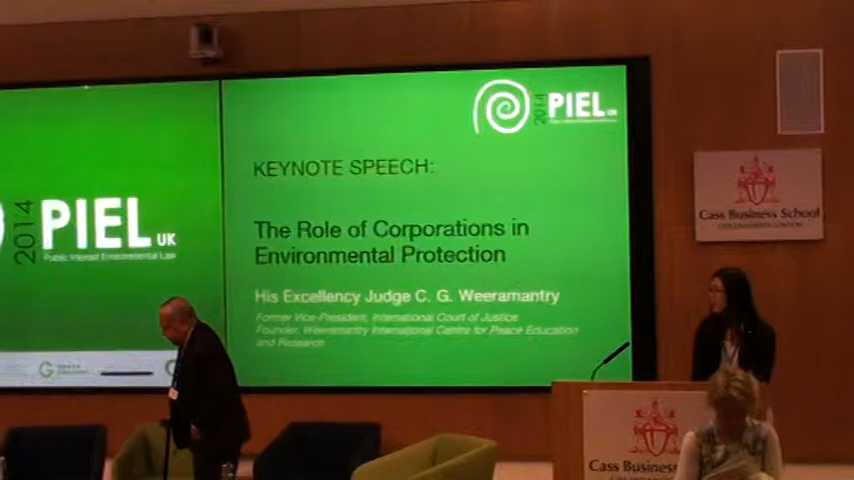 2014 PIEL UK
Public Interest Environmental Law
2014 PIEL UK
KEYNOTE SPEECH:
The Role of Corporations in
Environmental Protection
His Excellency Judge C. G. Weeramantry
Former Vice-President, International Court of Justice
Founder, Weeramantry International Centre for Peace Education
and Research
Cass Business School
Cass Business School